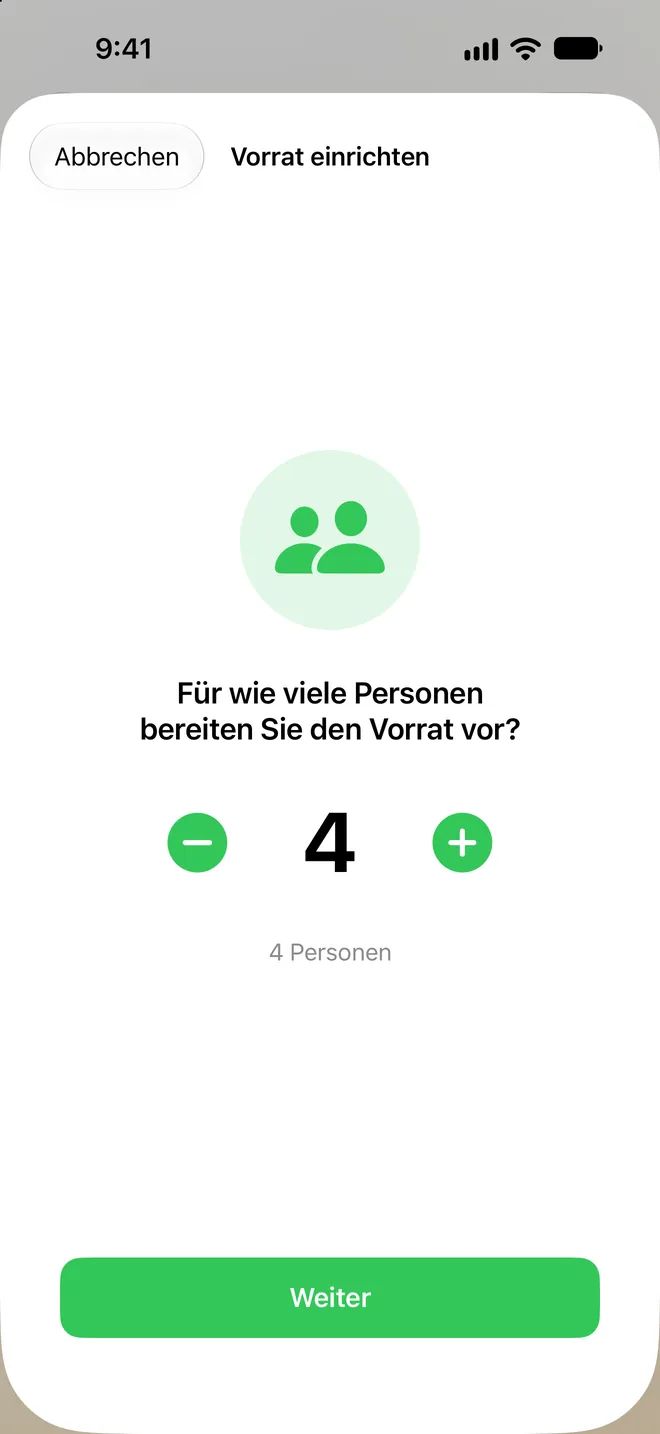 9:41
Abbrechen
Vorrat einrichten
Für wie viele Personen
bereiten Sie den Vorrat vor?
4
4 Personen
Weiter